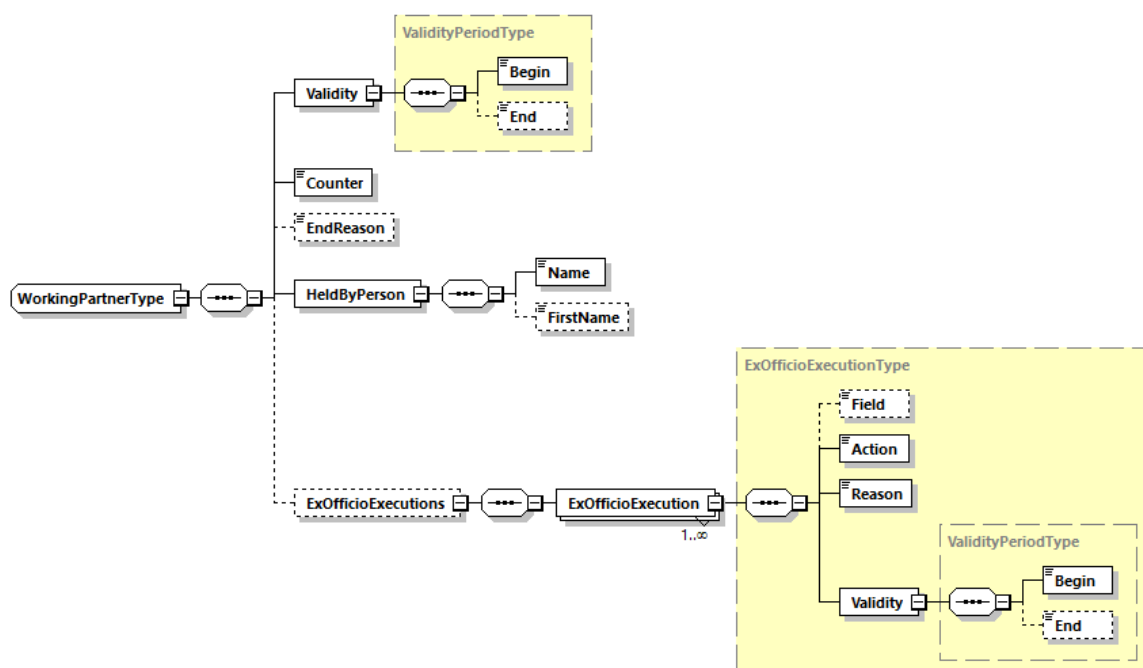 ValidityPeriodType
Begin
Validity
End
Counter
EndReason
WorkingPartnerType
HeldByPerson
Name
FirstName
ExOfficioExecutionType
Field
Action
Reason
ExOfficioExecutions
ExOfficioExecution
1..∞
ValidityPeriodType
Begin
Validity
End